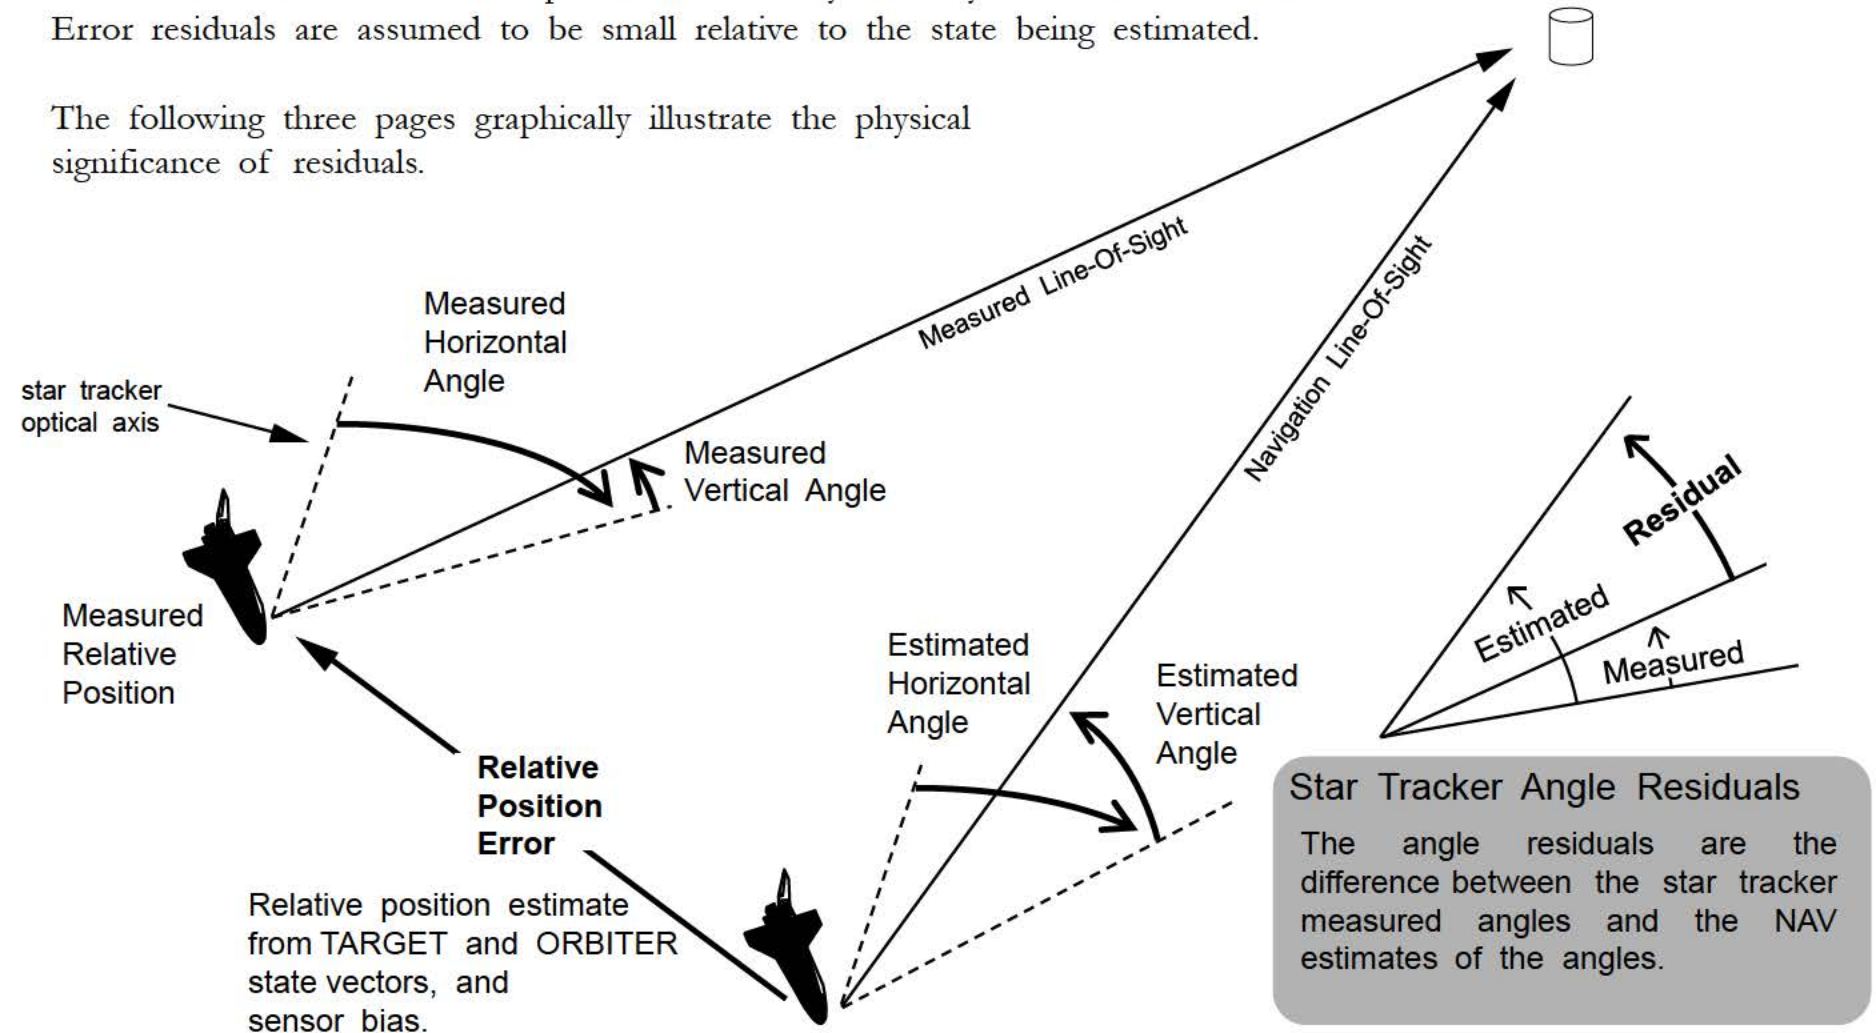 Error residuals are assumed to be small relative to the state being estimated.
The following three pages graphically illustrate the physical
significance of residuals.
Measured Line-Of-Sight
Navigation Line-Of-Sight
Measured
Horizontal
Angle
star tracker
optical axis
Measured
Vertical Angle
Residual
Estimated
Measured
Measured
Relative
Position
Estimated
Horizontal
Angle
Estimated
Vertical
Angle
Relative
Position
Error
Relative position estimate
from TARGET and ORBITER
state vectors, and
sensor bias.
Star Tracker Angle Residuals
The angle residuals are the
difference between the star tracker
measured angles and the NAV
estimates of the angles.